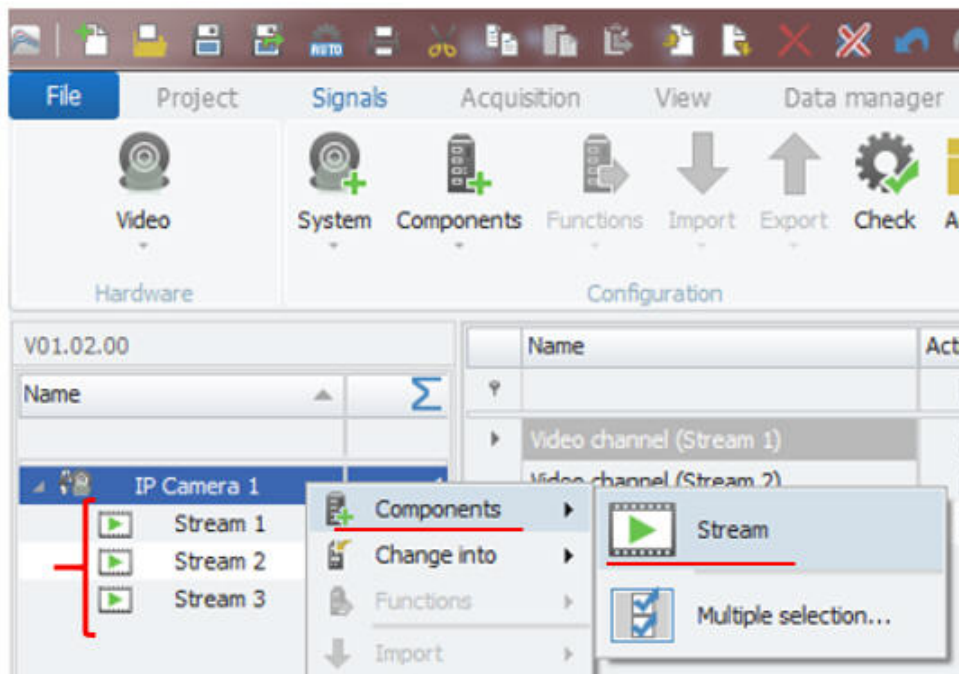 AUTO
File Project Signals Acquisition View Data manager
Video System Components Functions Import Export Check
Hardware Configuration
V01.02.00
Name
Name
Video channel (Stream 1)
Video channel (Stream 2)
IP Camera 1
Stream 1
Stream 2
Stream 3
Components
Change into
Functions
Import
Stream
Multiple selection...